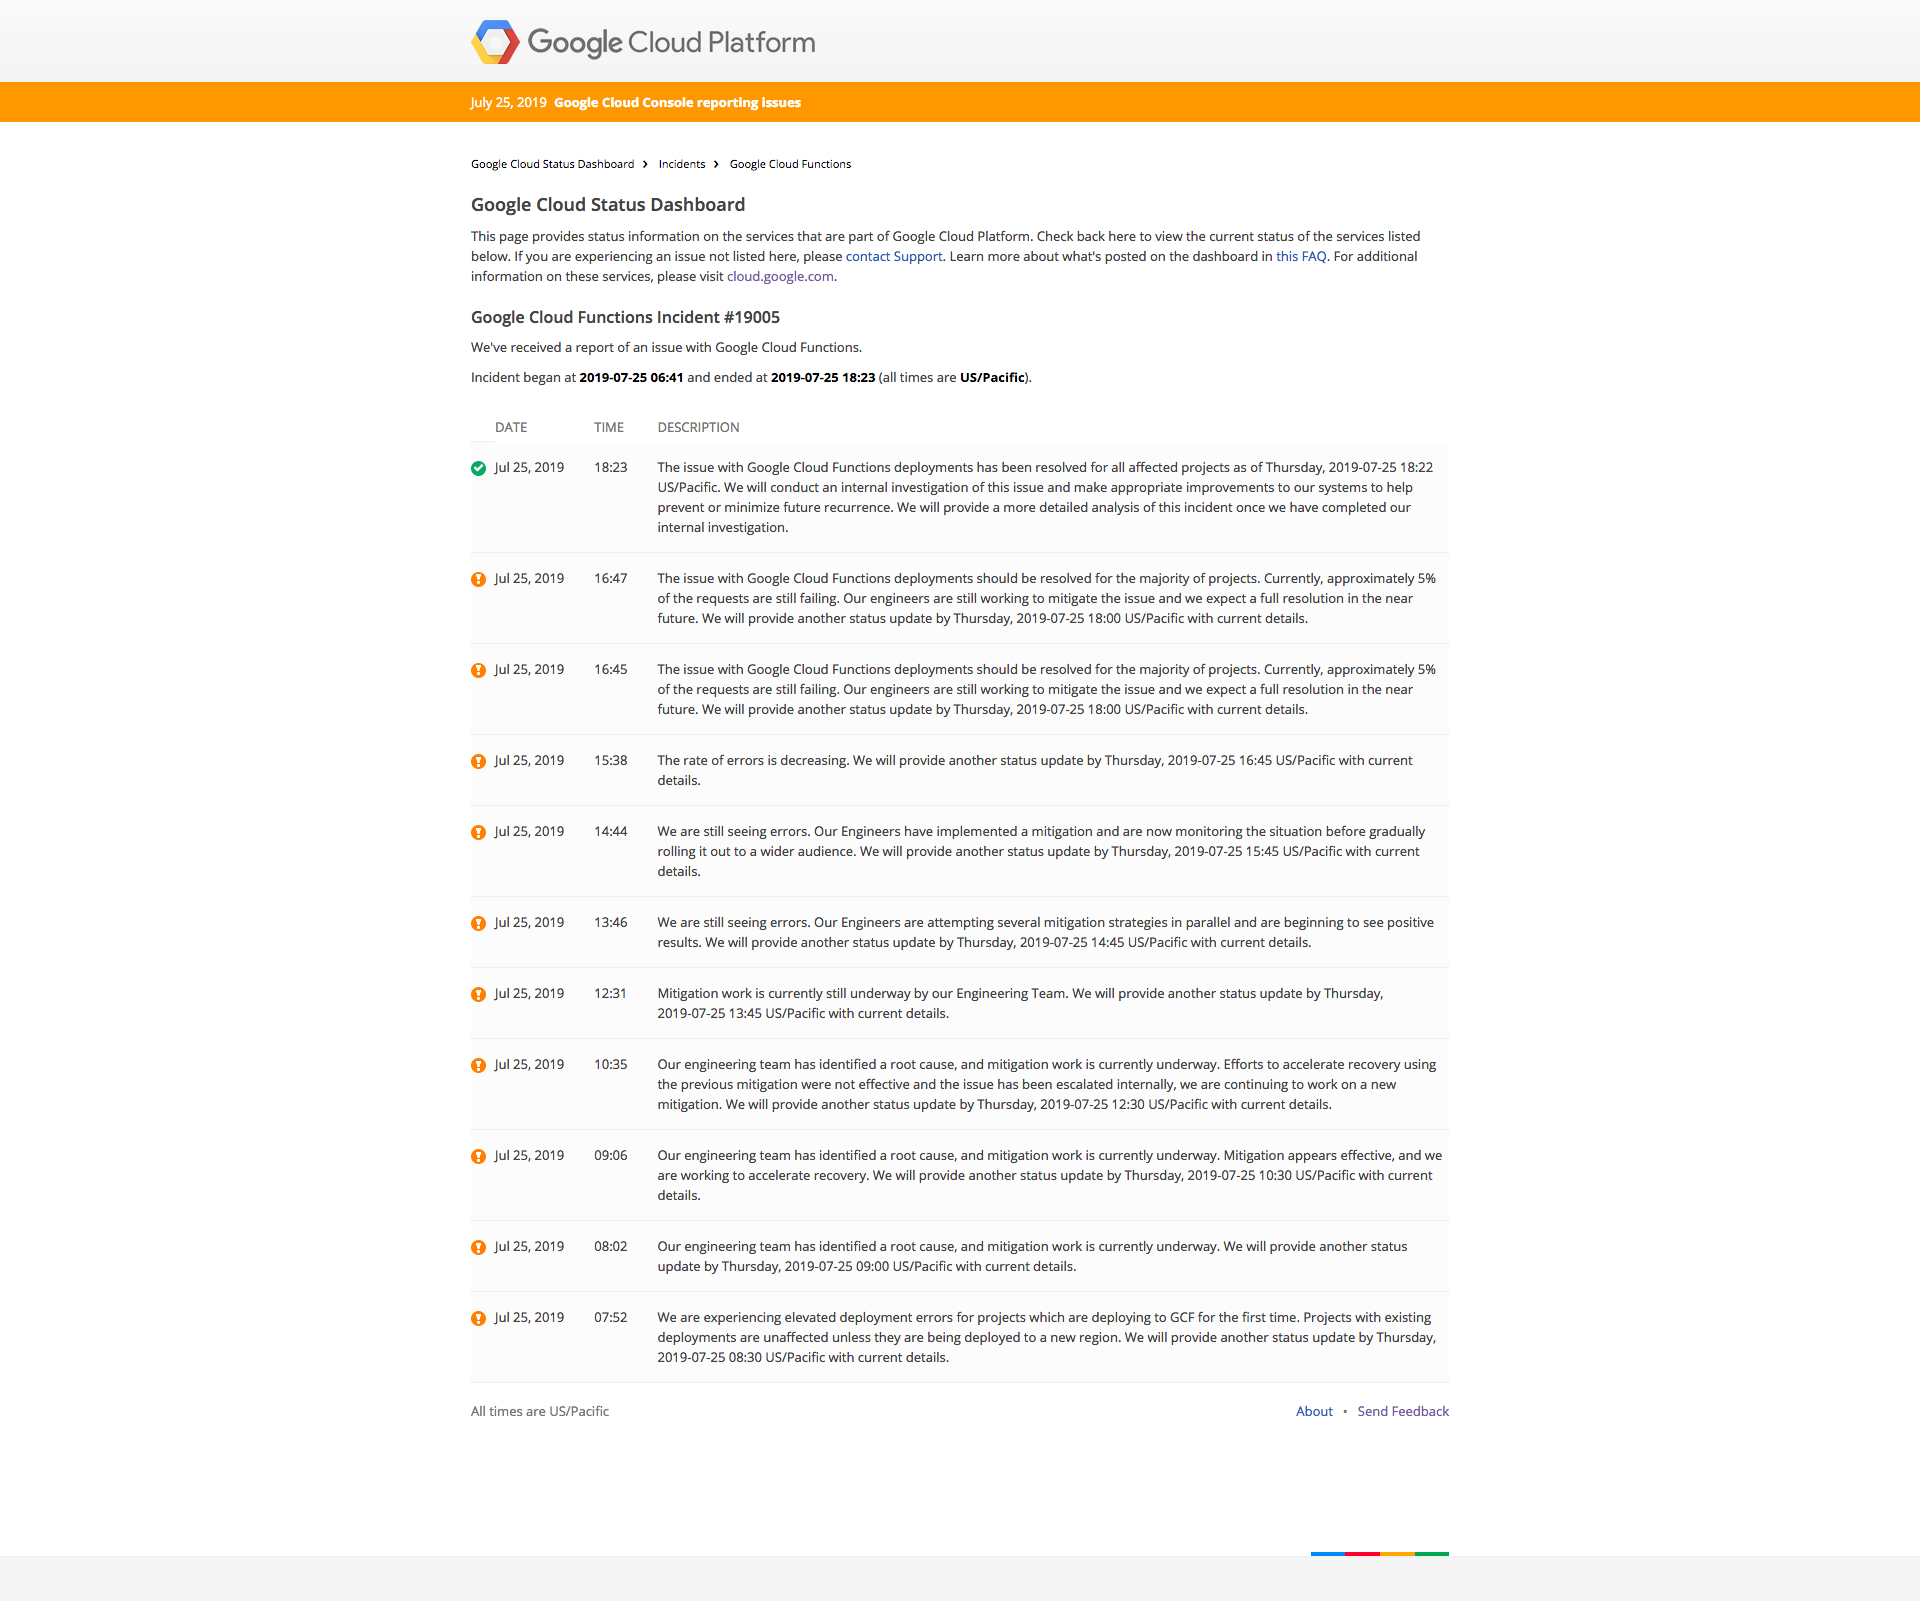 Google Cloud Platform
July 25, 2019 Google Cloud Console reporting Issues
Google Cloud Status Dashboard › Incidents › Google Cloud Functions
Google Cloud Status Dashboard
This page provides status information on the services that are part of Google Cloud Platform. Check back here to view the current status of the services listed
below. If you are experiencing an issue not listed here, please contact Support. Learn more about what's posted on the dashboard in this FAQ. For additional
information on these services, please visit cloud.google.com.
Google Cloud Functions Incident #19005
We've received a report of an issue with Google Cloud Functions.
Incident began at 2019-07-25 06:41 and ended at 2019-07-25 18:23 (all times are US/Pacific).
DATE TIME DESCRIPTION
Jul 25, 2019 18:23 The issue with Google Cloud Functions deployments has been resolved for all affected projects as of Thursday, 2019-07-25 18:22
US/Pacific. We will conduct an internal investigation of this issue and make appropriate improvements to our systems to help
prevent or minimize future recurrence. We will provide a more detailed analysis of this incident once we have completed our
internal investigation.
Jul 25, 2019 16:47 The issue with Google Cloud Functions deployments should be resolved for the majority of projects. Currently, approximately 5%
of the requests are still failing. Our engineers are still working to mitigate the issue and we expect a full resolution in the near
future. We will provide another status update by Thursday, 2019-07-25 18:00 US/Pacific with current details.
Jul 25, 2019 16:45 The issue with Google Cloud Functions deployments should be resolved for the majority of projects. Currently, approximately 5%
of the requests are still failing. Our engineers are still working to mitigate the issue and we expect a full resolution in the near
future. We will provide another status update by Thursday, 2019-07-25 18:00 US/Pacific with current details.
Jul 25, 2019 15:38 The rate of errors is decreasing. We will provide another status update by Thursday, 2019-07-25 16:45 US/Pacific with current
details.
Jul 25, 2019 14:44 We are still seeing errors. Our Engineers have implemented a mitigation and are now monitoring the situation before gradually
rolling it out to a wider audience. We will provide another status update by Thursday, 2019-07-25 15:45 US/Pacific with current
details.
Jul 25, 2019 13:46 We are still seeing errors. Our Engineers are attempting several mitigation strategies in parallel and are beginning to see positive
results. We will provide another status update by Thursday, 2019-07-25 14:45 US/Pacific with current details.
Jul 25, 2019 12:31 Mitigation work is currently still underway by our Engineering Team. We will provide another status update by Thursday,
2019-07-25 13:45 US/Pacific with current details.
Jul 25, 2019 10:35 Our engineering team has identified a root cause, and mitigation work is currently underway. Efforts to accelerate recovery using
the previous mitigation were not effective and the issue has been escalated internally, we are continuing to work on a new
mitigation. We will provide another status update by Thursday, 2019-07-25 12:30 US/Pacific with current details.
Jul 25, 2019 09:06 Our engineering team has identified a root cause, and mitigation work is currently underway. Mitigation appears effective, and we
are working to accelerate recovery. We will provide another status update by Thursday, 2019-07-25 10:30 US/Pacific with current
details.
Jul 25, 2019 08:02 Our engineering team has identified a root cause, and mitigation work is currently underway. We will provide another status
update by Thursday, 2019-07-25 09:00 US/Pacific with current details.
Jul 25, 2019 07:52 We are experiencing elevated deployment errors for projects which are deploying to GCF for the first time. Projects with existing
deployments are unaffected unless they are being deployed to a new region. We will provide another status update by Thursday,
2019-07-25 08:30 US/Pacific with current details.
All times are US/Pacific About • Send Feedback